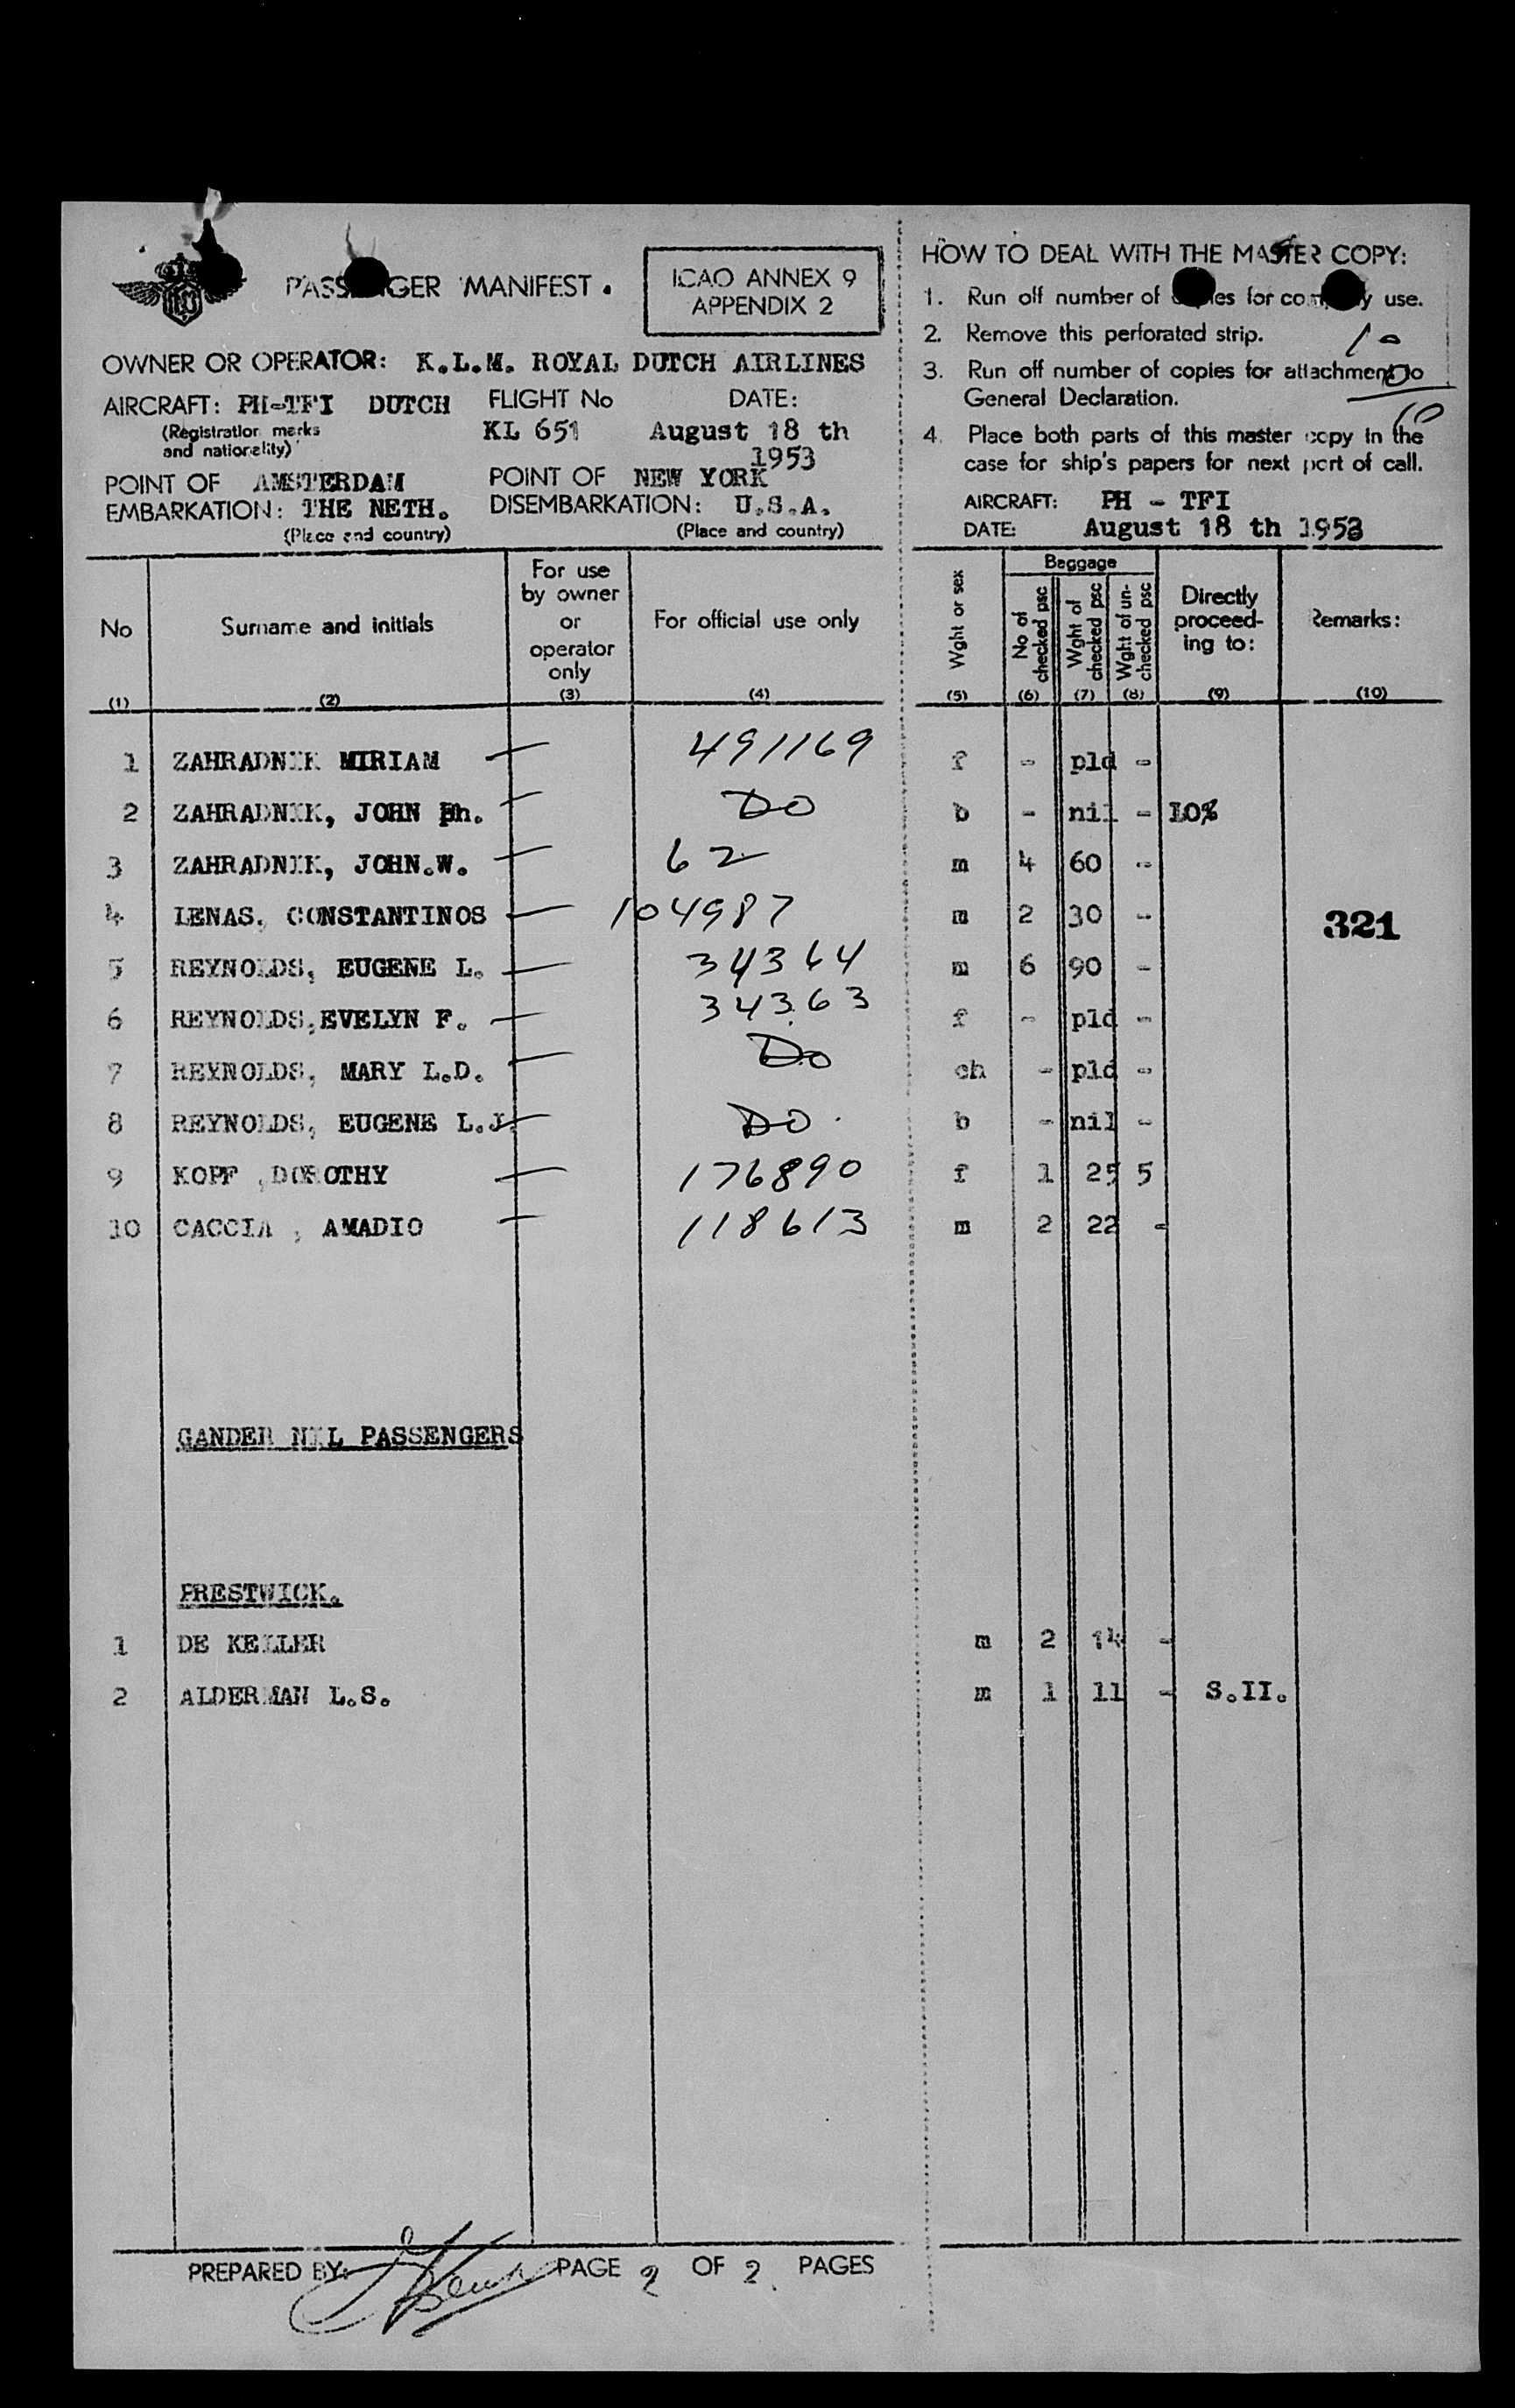 PASSENGER MANIFEST.
ICAO ANNEX 9
APPENDIX 2
OWNER OR OPERATOR: K.L.M. ROYAL DUTCH AIRLINES
AIRCRAFT: PH-TFI DUTCH FLIGHT No DATE:
(Registration marks KL 651 August 18 th
and nationality) 1953
POINT OF AMSTERDAM POINT OF NEW YORK
EMBARKATION: THE NETH. DISEMBARKATION: U.S.A.
(Place and country) (Place and country)
HOW TO DEAL WITH THE MASTER COPY:
1. Run off number of copies for company use.
2. Remove this perforated strip. 10
3. Run off number of copies for attachment to
General Declaration. 10
4. Place both parts of this master copy in the
case for ship's papers for next port of call.
AIRCRAFT: PH - TFI
DATE: August 18 th 1953
No Surname and initials For use by owner or operator only For official use only Wght or sex Baggage No of checked psc Wght of checked psc Wght of un-checked psc Directly proceed-ing to: Remarks:
(1) (2) (3) (4) (5) (6) (7) (8) (9) (10)
1 ZAHRADNIK MIRIAM — 491169 f - pld -
2 ZAHRADNIK, JOHN Ph. — DO b - nil - 10%
3 ZAHRADNIK, JOHN.W. — 62 m 4 60 -
4 LENAS, CONSTANTINOS — 104987 m 2 30 - 321
5 REYNOLDS, EUGENE L. — 34364 m 6 90 -
6 REYNOLDS, EVELYN F. — 34363 f - pld -
7 REYNOLDS, MARY L.D. — Do ch - pld -
8 REYNOLDS, EUGENE L.J. — DO b - nil -
9 KOPF ,DOROTHY — 176890 f 1 25 5
10 CACCIA , AMADIO — 118613 m 2 22 -
GANDER NIL PASSENGERS
PRESTWICK.
1 DE KELLER m 2 14 -
2 ALDERMAN L.S. m 1 11 - S.II.
PREPARED BY: PAGE 2 OF 2 PAGES